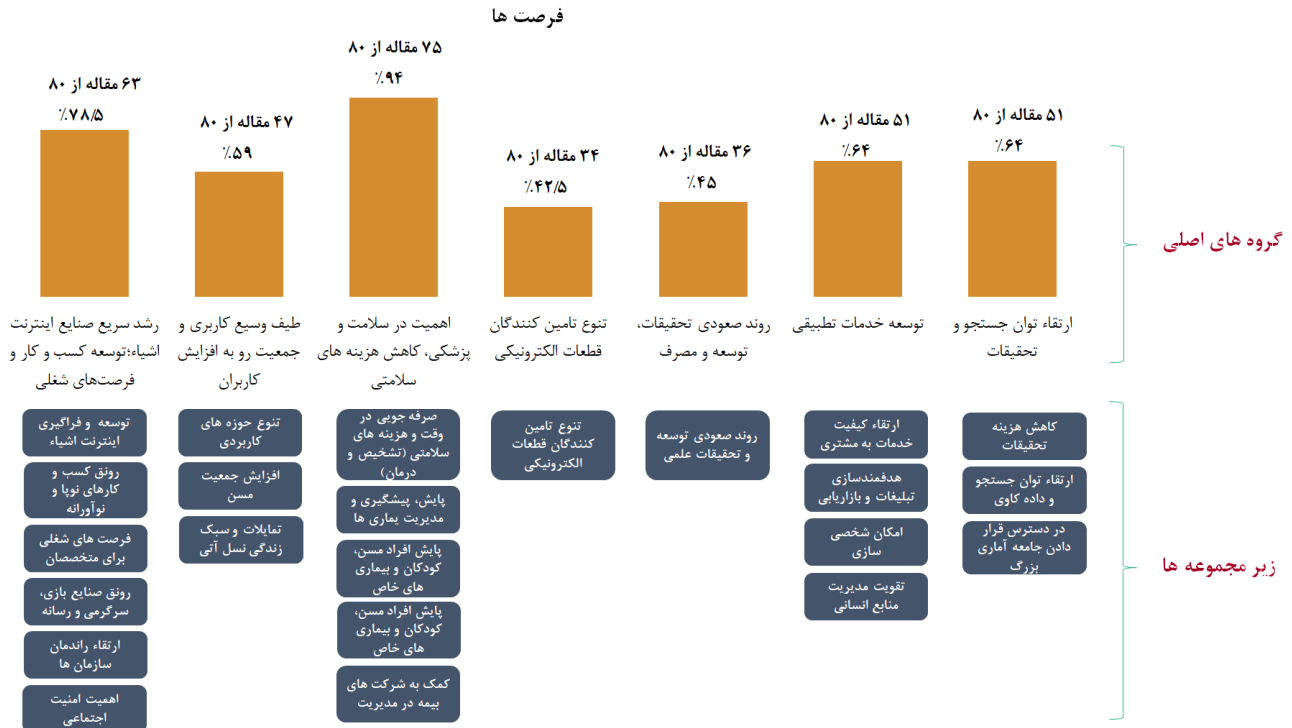 فرصت ها
۶۳ مقاله از ۸۰
٪۷۸/۵
۴۷ مقاله از ۸۰
٪۵۹
۷۵ مقاله از ۸۰
٪۹۴
۳۴ مقاله از ۸۰
٪۴۲/۵
۳۶ مقاله از ۸۰
٪۴۵
۵۱ مقاله از ۸۰
٪۶۴
۵۱ مقاله از ۸۰
٪۶۴
گروه های اصلی
رشد سریع صنایع اینترنت
اشیاء؛توسعه کسب و کار و
فرصت‌های شغلی
طیف وسیع کاربری و
جمعیت رو به افزایش
کاربران
اهمیت در سلامت و
پزشکی، کاهش هزینه های
سلامتی
تنوع تامین کنندگان
قطعات الکترونیکی
روند صعودی تحقیقات،
توسعه و مصرف
توسعه خدمات تطبیقی
ارتقاء توان جستجو و
تحقیقات
زیر مجموعه ها
توسعه و فراگیری
اینترنت اشیاء
رونق کسب و
کارهای نوپا و
نوآورانه
فرصت های شغلی
برای متخصصان
رونق صنایع بازی،
سرگرمی و رسانه
ارتقاء راندمان
سازمان ها
اهمیت امنیت
اجتماعی
تنوع حوزه های
کاربردی
افزایش جمعیت
مسن
تمایلات و سبک
زندگی نسل آتی
صرفه جویی در
وقت و هزینه های
سلامتی (تشخیص و
درمان)
پایش، پیشگیری و
مدیریت یماری ها
پایش افراد مسن،
کودکان و بیماری
های خاص
پایش افراد مسن،
کودکان و بیماری
های خاص
کمک به شرکت های
بیمه در مدیریت
تنوع تامین
کنندگان قطعات
الکترونیکی
روند صعودی توسعه
و تحقیقات علمی
ارتقاء کیفیت
خدمات به مشتری
هدفمندسازی
تبلیغات و بازاریابی
امکان شخصی
سازی
تقویت مدیریت
منابع انسانی
کاهش هزینه
تحقیقات
ارتقاء توان جستجو
و داده کاوی
در دسترس قرار
دادن جامعه آماری
بزرگ